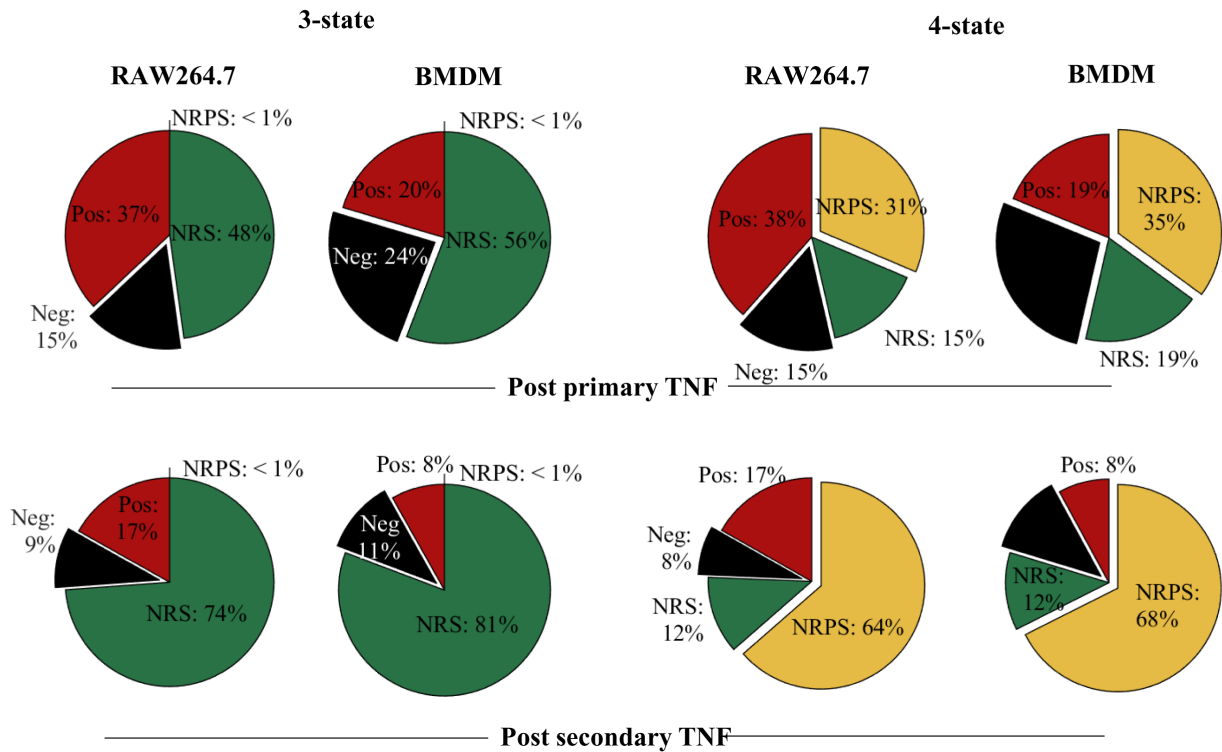 3-state
4-state
RAW264.7
BMDM
RAW264.7
BMDM
NRPS: < 1%
Pos: 37%
NRS: 48%
Neg:
15%
NRPS: < 1%
Pos: 20%
NRS: 56%
Neg: 24%
Pos: 38%
NRPS: 31%
NRS: 15%
Neg: 15%
Pos: 19%
NRPS:
35%
NRS: 19%
Post primary TNF
NRPS: < 1%
Pos:
17%
Neg:
9%
NRS: 74%
Pos: 8%
NRPS: < 1%
Neg
11%
NRS: 81%
Pos: 17%
Neg:
8%
NRS:
12%
NRPS: 64%
Pos: 8%
NRS:
12%
NRPS:
68%
Post secondary TNF